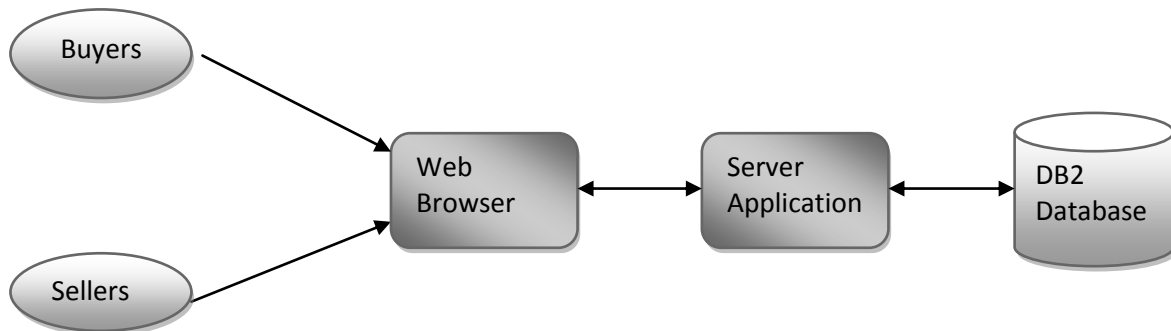 Buyers
Web
Browser
Server
Application
DB2
Database
Sellers